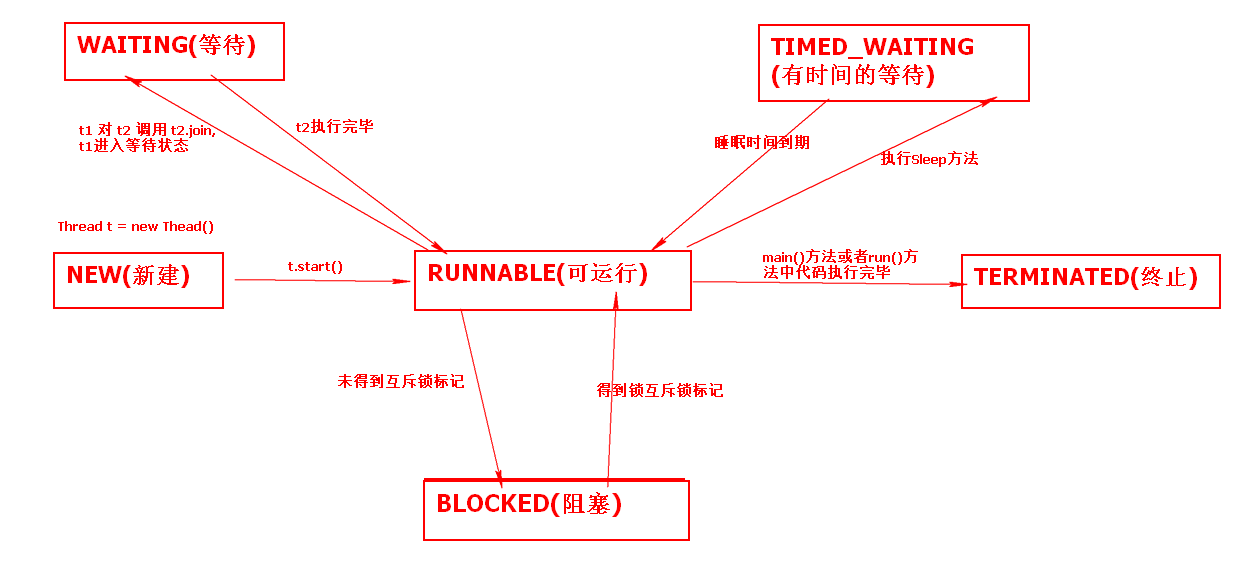 WAITING(等待)
TIMED_WAITING
(有时间的等待)
t1 对 t2 调用 t2.join,
t1进入等待状态
t2执行完毕
睡眠时间到期
执行Sleep方法
Thread t = new Thead()
NEW(新建)
t.start()
RUNNABLE(可运行)
main()方法或者run()方
法中代码执行完毕
TERMINATED(终止)
未得到互斥锁标记
得到锁互斥锁标记
BLOCKED(阻塞)